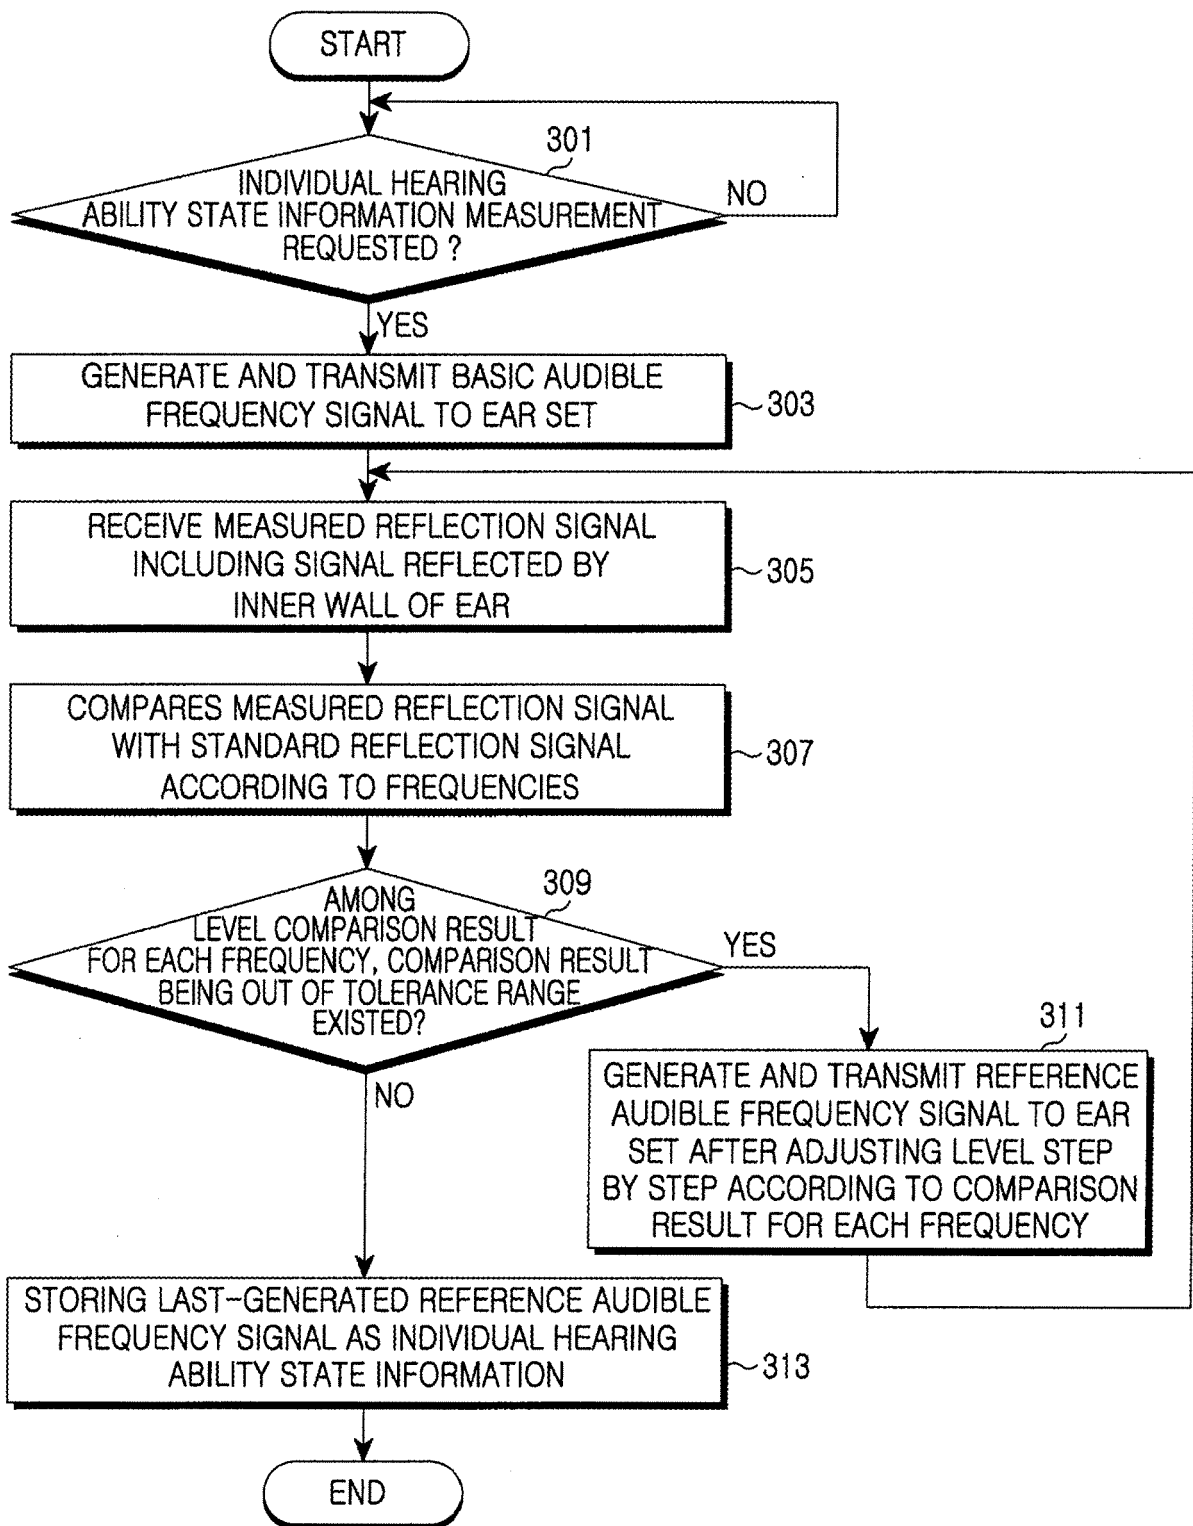 START
301
INDIVIDUAL HEARING
ABILITY STATE INFORMATION MEASUREMENT
REQUESTED ?
NO
YES
GENERATE AND TRANSMIT BASIC AUDIBLE
FREQUENCY SIGNAL TO EAR SET
303
RECEIVE MEASURED REFLECTION SIGNAL
INCLUDING SIGNAL REFLECTED BY
INNER WALL OF EAR
305
COMPARES MEASURED REFLECTION SIGNAL
WITH STANDARD REFLECTION SIGNAL
ACCORDING TO FREQUENCIES
307
309
AMONG
LEVEL COMPARISON RESULT
FOR EACH FREQUENCY, COMPARISON RESULT
BEING OUT OF TOLERANCE RANGE
EXISTED?
YES
NO
311
GENERATE AND TRANSMIT REFERENCE
AUDIBLE FREQUENCY SIGNAL TO EAR
SET AFTER ADJUSTING LEVEL STEP
BY STEP ACCORDING TO COMPARISON
RESULT FOR EACH FREQUENCY
STORING LAST-GENERATED REFERENCE AUDIBLE
FREQUENCY SIGNAL AS INDIVIDUAL HEARING
ABILITY STATE INFORMATION
313
END